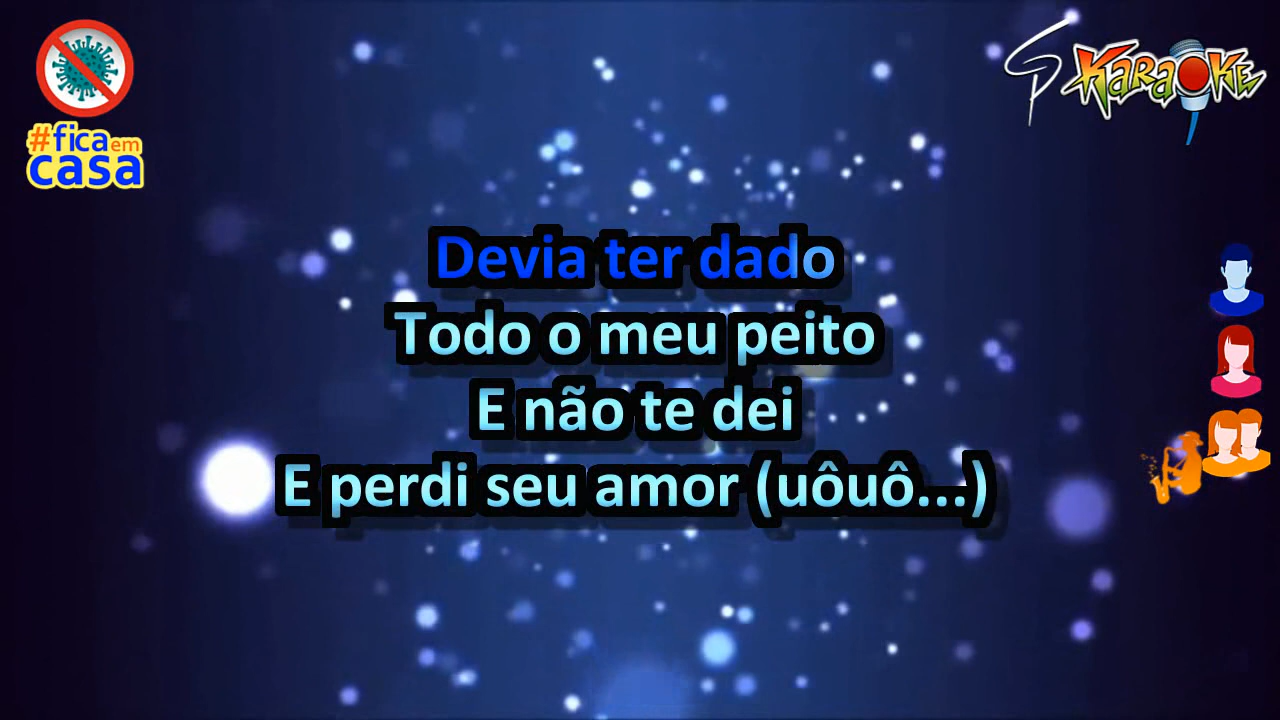 #fica em
casa
Karaoke
Devia ter dado
Todo o meu peito
E não te dei
E perdi seu amor (uôuô...)